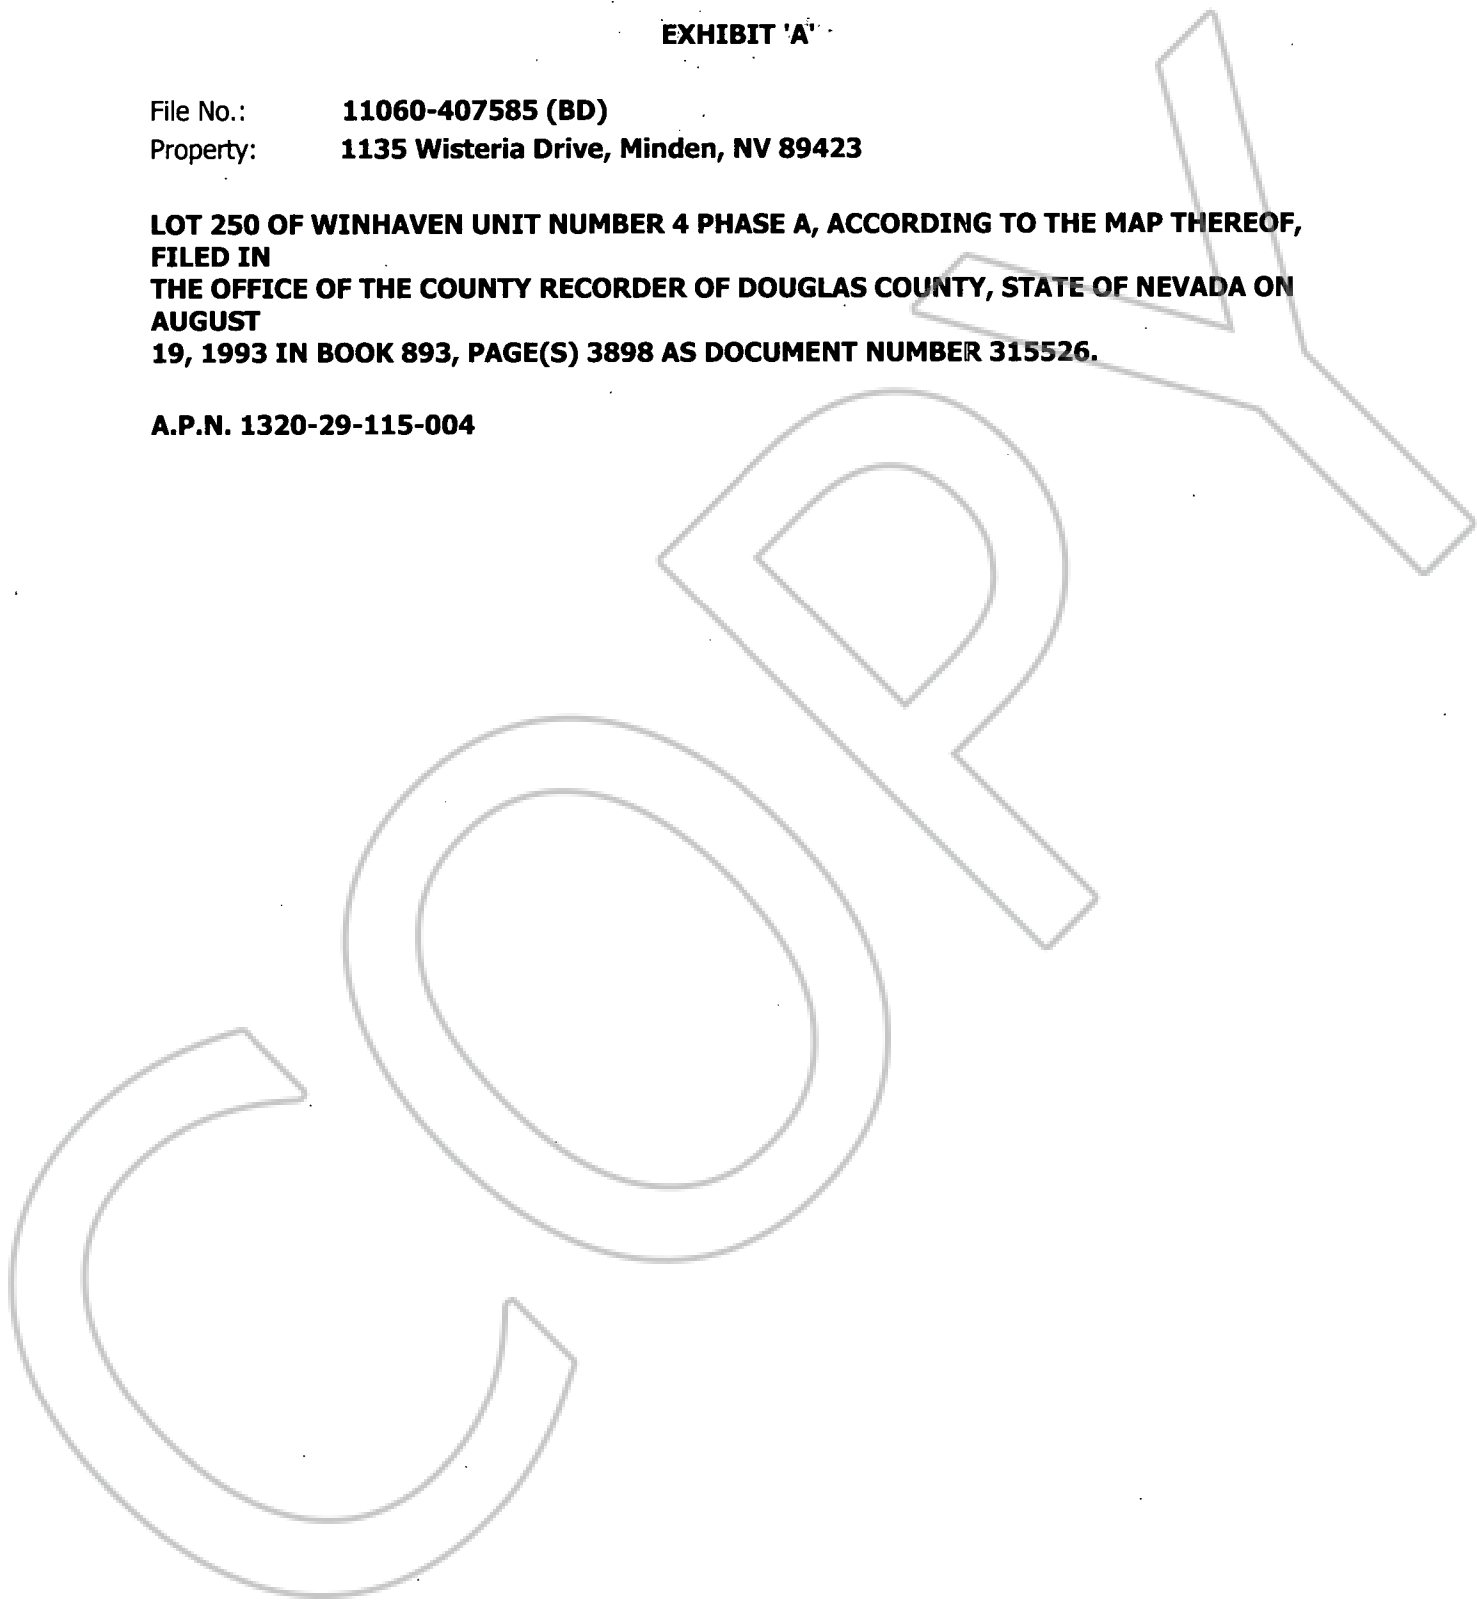 EXHIBIT 'A'
File No.: 11060-407585 (BD)
Property: 1135 Wisteria Drive, Minden, NV 89423
LOT 250 OF WINHAVEN UNIT NUMBER 4 PHASE A, ACCORDING TO THE MAP THEREOF,
FILED IN
THE OFFICE OF THE COUNTY RECORDER OF DOUGLAS COUNTY, STATE OF NEVADA ON
AUGUST
19, 1993 IN BOOK 893, PAGE(S) 3898 AS DOCUMENT NUMBER 315526.
A.P.N. 1320-29-115-004
COPY